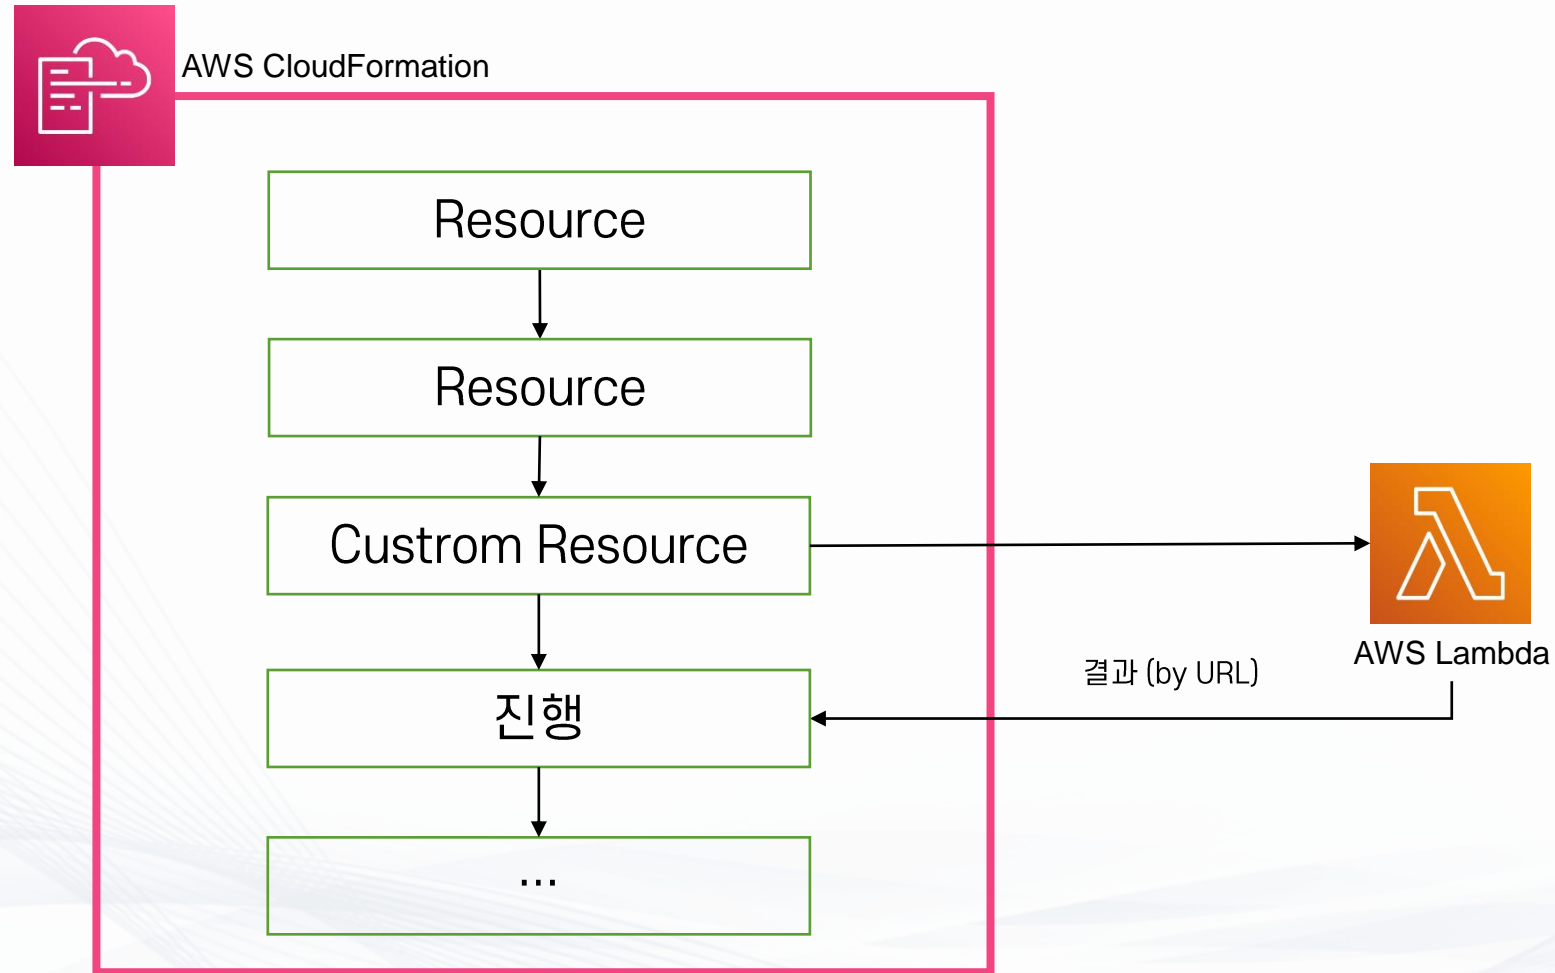 AWS CloudFormation
Resource
Resource
Custrom Resource
AWS Lambda
결과 (by URL)
진행
...